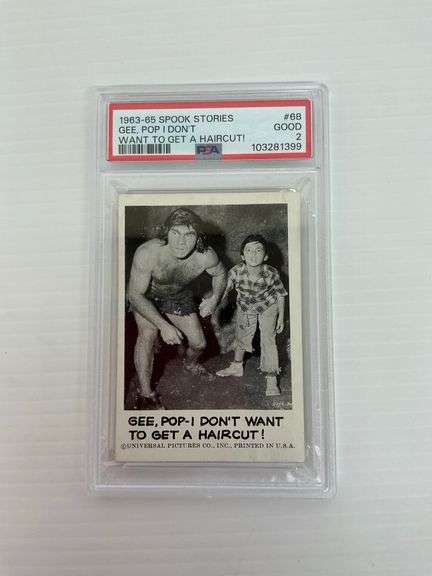 1963-65 SPOOK STORIES #68
GEE, POP I DON'T GOOD
WANT TO GET A HAIRCUT! 2
PSA 103281399
GEE, POP-I DON'T WANT
TO GET A HAIRCUT!
©UNIVERSAL PICTURES CO., INC., PRINTED IN U.S.A.